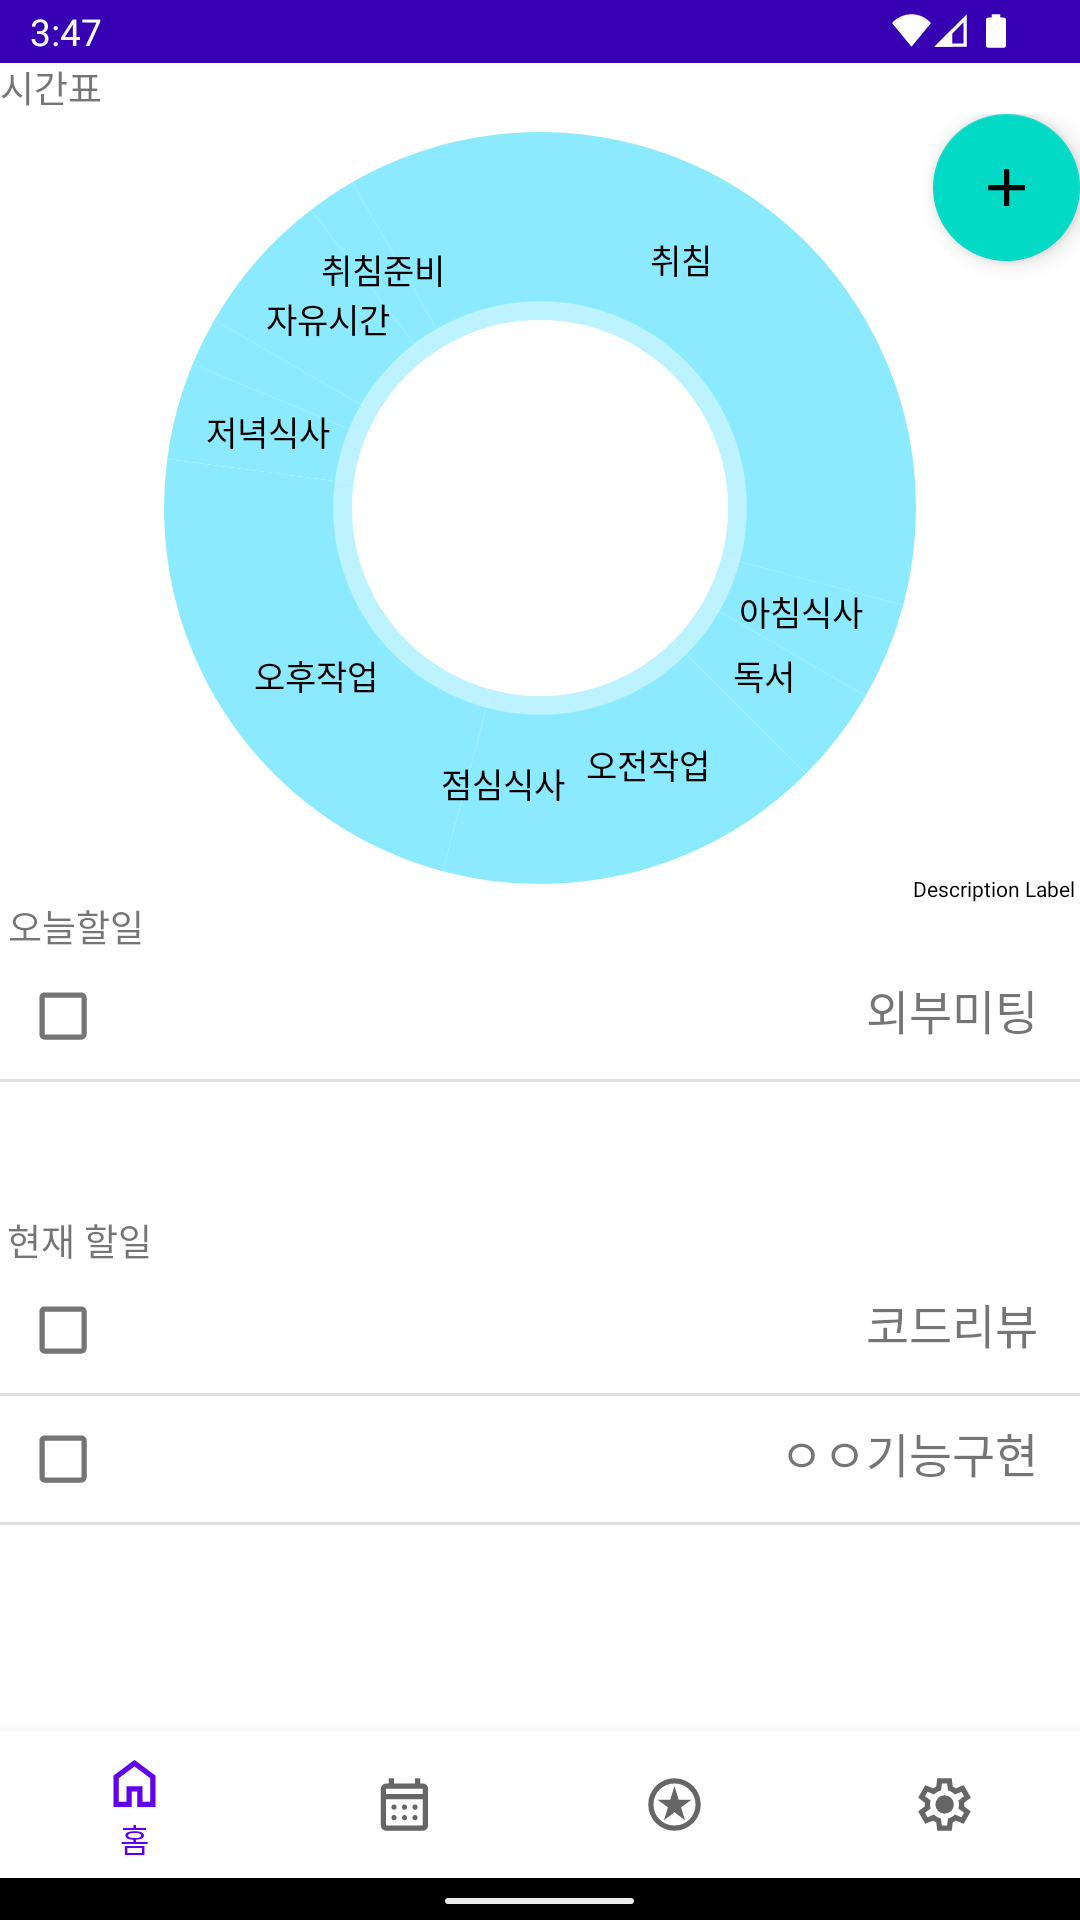 3:47
시간표
취침
취침준비
자유시간
저녁식사
아침식사
독서
오후작업
오전작업
점심식사
Description Label
오늘할일
외부미팅
현재 할일
코드리뷰
ㅇㅇ기능구현
홈